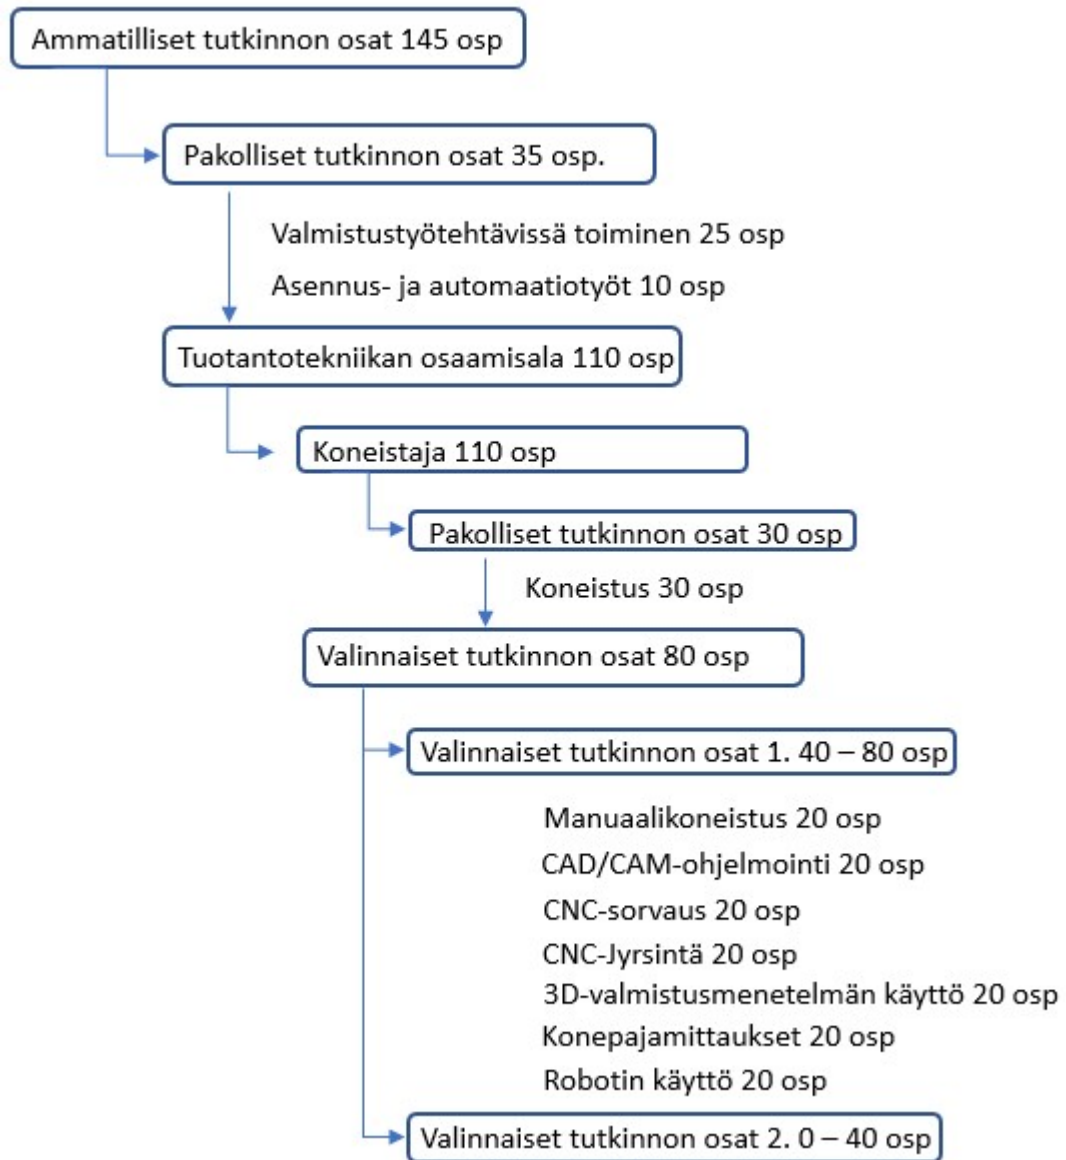 Ammatilliset tutkinnon osat 145 osp
Pakolliset tutkinnon osat 35 osp.
Valmistustyötehtävissä toiminen 25 osp
Asennus- ja automaatiotyöt 10 osp
Tuotantotekniikan osaamisala 110 osp
Koneistaja 110 osp
Pakolliset tutkinnon osat 30 osp
Koneistus 30 osp
Valinnaiset tutkinnon osat 80 osp
Valinnaiset tutkinnon osat 1. 40 – 80 osp
Manuaalikoneistus 20 osp
CAD/CAM-ohjelmointi 20 osp
CNC-sorvaus 20 osp
CNC-Jyrsintä 20 osp
3D-valmistusmenetelmän käyttö 20 osp
Konepajamittaukset 20 osp
Robotin käyttö 20 osp
Valinnaiset tutkinnon osat 2. 0 – 40 osp